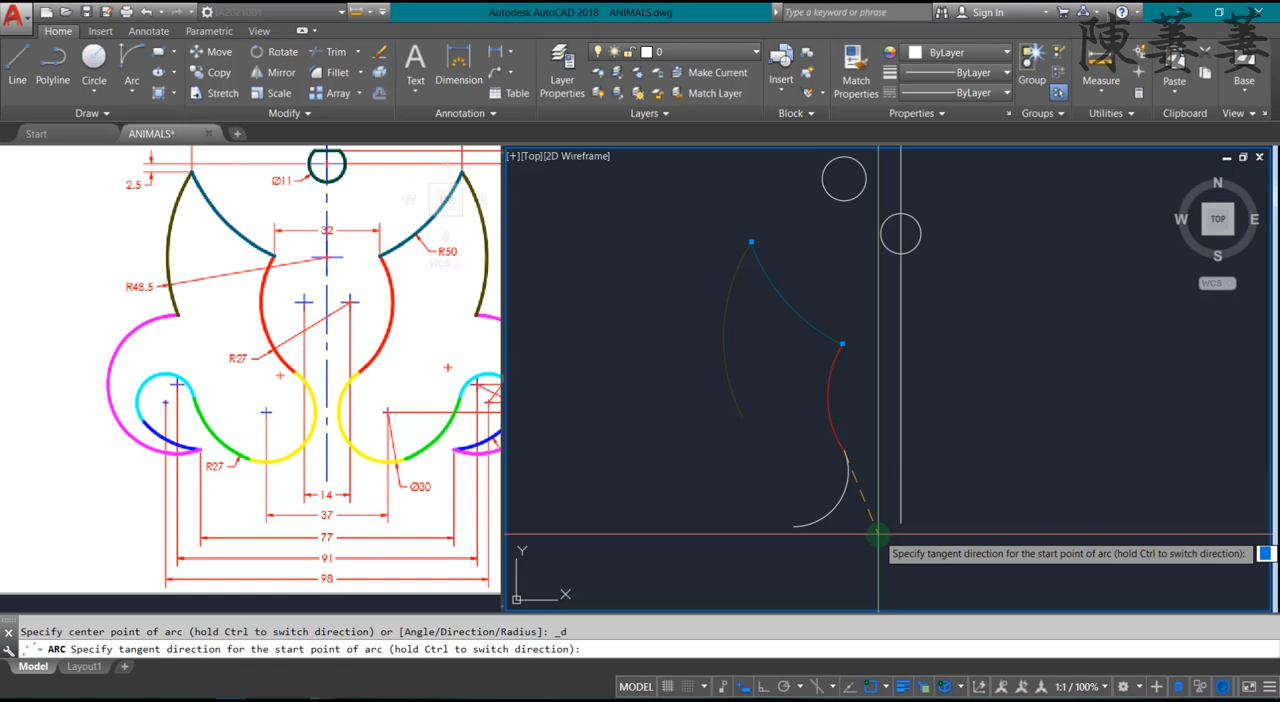 Autodesk AutoCAD 2018 ANIMALS.dwg
Type a keyword or phrase
Sign In
Home Insert Annotate Parametric View
陳菶菶
Line Polyline Circle Arc
Move Rotate Trim
Copy Mirror Fillet
Stretch Scale Array
Text Dimension Table
Layer Properties
0
Make Current
Match Layer
Insert
Match Properties
ByLayer
ByLayer
ByLayer
Group Measure Paste Base
Draw Modify Annotation Layers Block Properties Groups Utilities Clipboard View
Start ANIMALS*
[+][Top][2D Wireframe]
2.5
Ø11
32
R50
R48.5
R27
R27
Ø30
14
37
77
91
98
N
W TOP E
S
WCS
N
W TOP E
S
Specify tangent direction for the start point of arc (hold Ctrl to switch direction):
Y
X
Specify center point of arc (hold Ctrl to switch direction) or [Angle/Direction/Radius]: _d
ARC Specify tangent direction for the start point of arc (hold Ctrl to switch direction):
Model Layout1
MODEL
1:1 / 100%